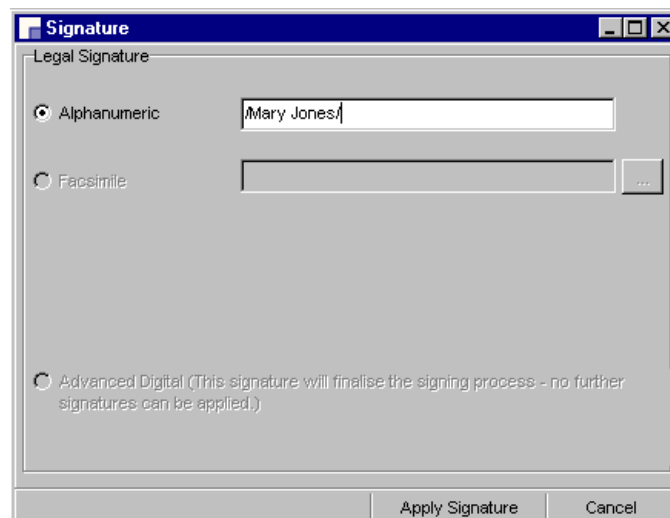 Signature
Legal Signature
Alphanumeric
/Mary Jones/
Facsimile
...
Advanced Digital (This signature will finalise the signing process - no further
signatures can be applied.)
Apply Signature
Cancel